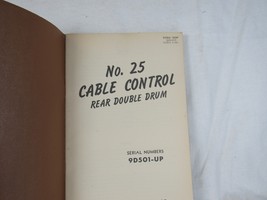 No. 25
CABLE CONTROL
REAR DOUBLE DRUM
SERIAL NUMBERS
9D501-UP